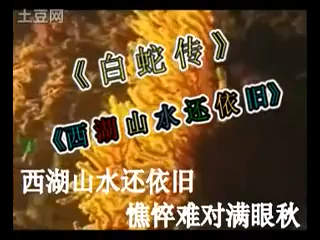 土豆网
《白蛇传》
《西湖山水还依旧》
西湖山水还依旧
憔悴难对满眼秋